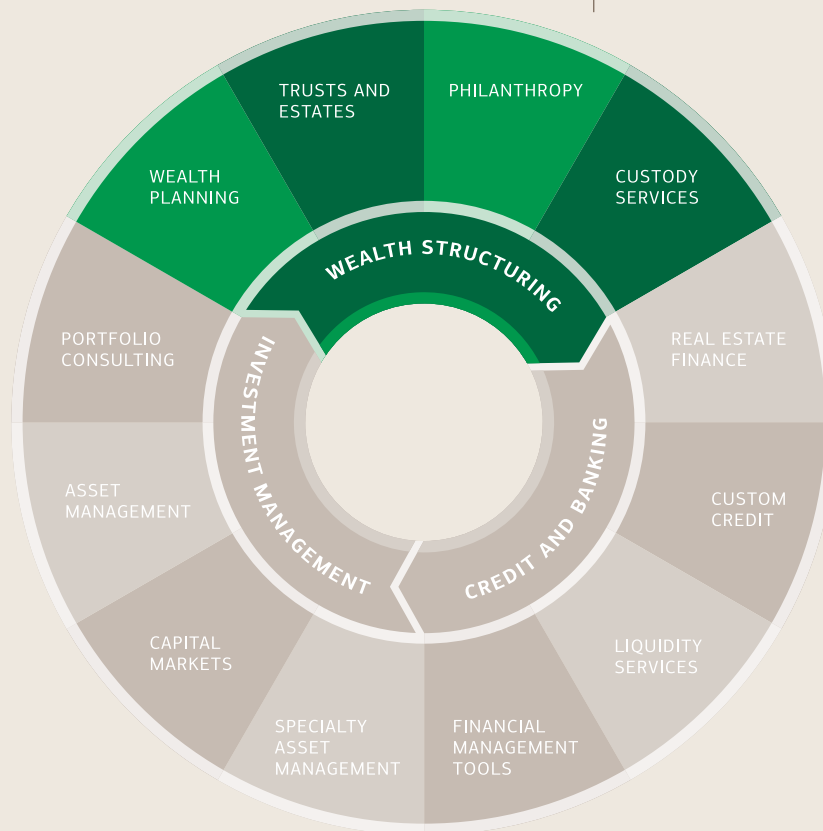 TRUSTS AND
ESTATES
PHILANTHROPY
WEALTH
PLANNING
CUSTODY
SERVICES
WEALTH STRUCTURING
PORTFOLIO
CONSULTING
REAL ESTATE
FINANCE
INVESTMENT MANAGEMENT
CREDIT AND BANKING
ASSET
MANAGEMENT
CUSTOM
CREDIT
CAPITAL
MARKETS
LIQUIDITY
SERVICES
SPECIALTY
ASSET
MANAGEMENT
FINANCIAL
MANAGEMENT
TOOLS